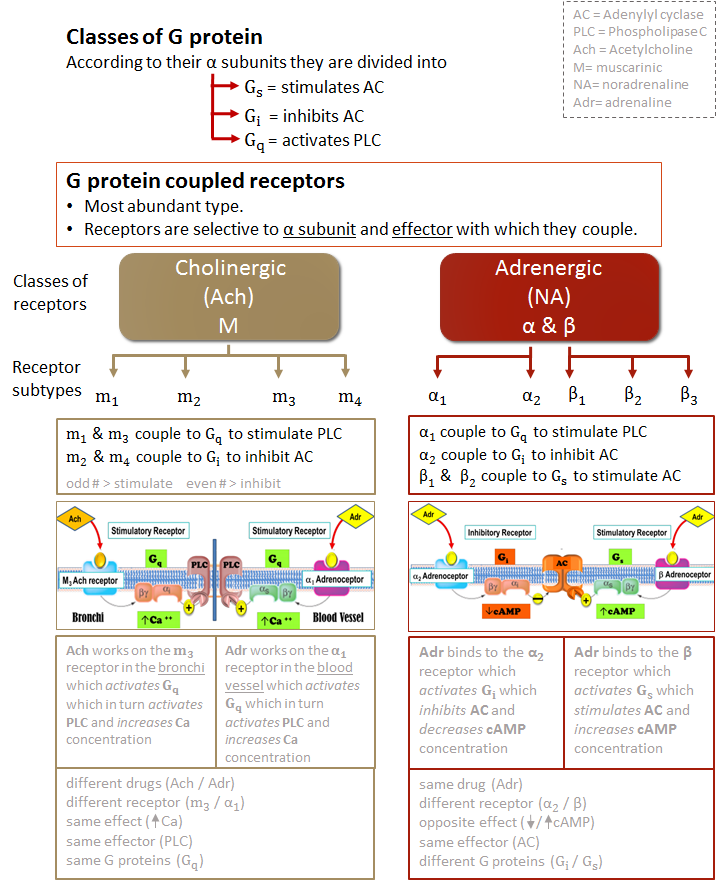 AC = Adenylyl cyclase
PLC = Phospholipase C
Ach = Acetylcholine
M= muscarinic
NA= noradrenaline
Adr= adrenaline
Classes of G protein
According to their α subunits they are divided into
Gs = stimulates AC
Gi = inhibits AC
Gq = activates PLC
G protein coupled receptors
• Most abundant type.
• Receptors are selective to α subunit and effector with which they couple.
Classes of
receptors
Cholinergic
(Ach)
M
Adrenergic
(NA)
α & β
Receptor
subtypes
m1 m2 m3 m4
α1 α2 β1 β2 β3
m1 & m3 couple to Gq to stimulate PLC
m2 & m4 couple to Gi to inhibit AC
odd # > stimulate even # > inhibit
α1 couple to Gq to stimulate PLC
α2 couple to Gi to inhibit AC
β1 & β2 couple to Gs to stimulate AC
Ach
Stimulatory Receptor
Stimulatory Receptor
Adr
Gq
PLC
PLC
Gq
M3 Ach receptor
α1 Adrenoceptor
βγ
αi
αs
βγ
+
+
Bronchi
↑Ca ++
↑Ca ++
Blood Vessel
Adr
Inhibitory Receptor
Stimulatory Receptor
Adr
Gi
AC
Gs
α2 Adrenoceptor
β Adrenoceptor
βγ
αi
αs
βγ
−
+
↓cAMP
↑cAMP
Ach works on the m3
receptor in the bronchi
which activates Gq
which in turn activates
PLC and increases Ca
concentration
Adr works on the α1
receptor in the blood
vessel which activates
Gq which in turn
activates PLC and
increases Ca
concentration
Adr binds to the α2
receptor which
activates Gi which
inhibits AC and
decreases cAMP
concentration
Adr binds to the β
receptor which
activates Gs which
stimulates AC and
increases cAMP
concentration
different drugs (Ach / Adr)
different receptor (m3 / α1)
same effect (↑Ca)
same effector (PLC)
same G proteins (Gq)
same drug (Adr)
different receptor (α2 / β)
opposite effect (↓/↑cAMP)
same effector (AC)
different G proteins (Gi / Gs)